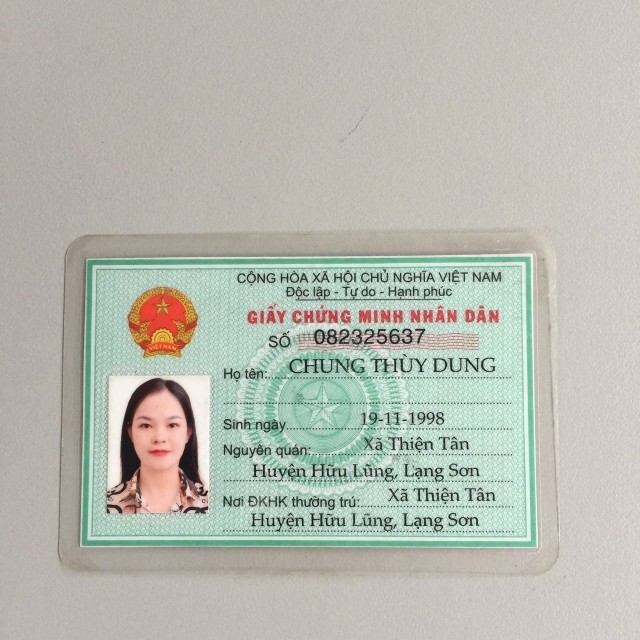 CỘNG HÒA XÃ HỘI CHỦ NGHĨA VIỆT NAM
Độc lập - Tự do - Hạnh phúc
GIẤY CHỨNG MINH NHÂN DÂN
SỐ 082325637
Họ tên: CHUNG THÙY DUNG
Sinh ngày 19-11-1998
Nguyên quán: Xã Thiện Tân
Huyện Hữu Lũng, Lạng Sơn
Nơi ĐKHK thường trú: Xã Thiện Tân
Huyện Hữu Lũng, Lạng Sơn
VIỆT NAM